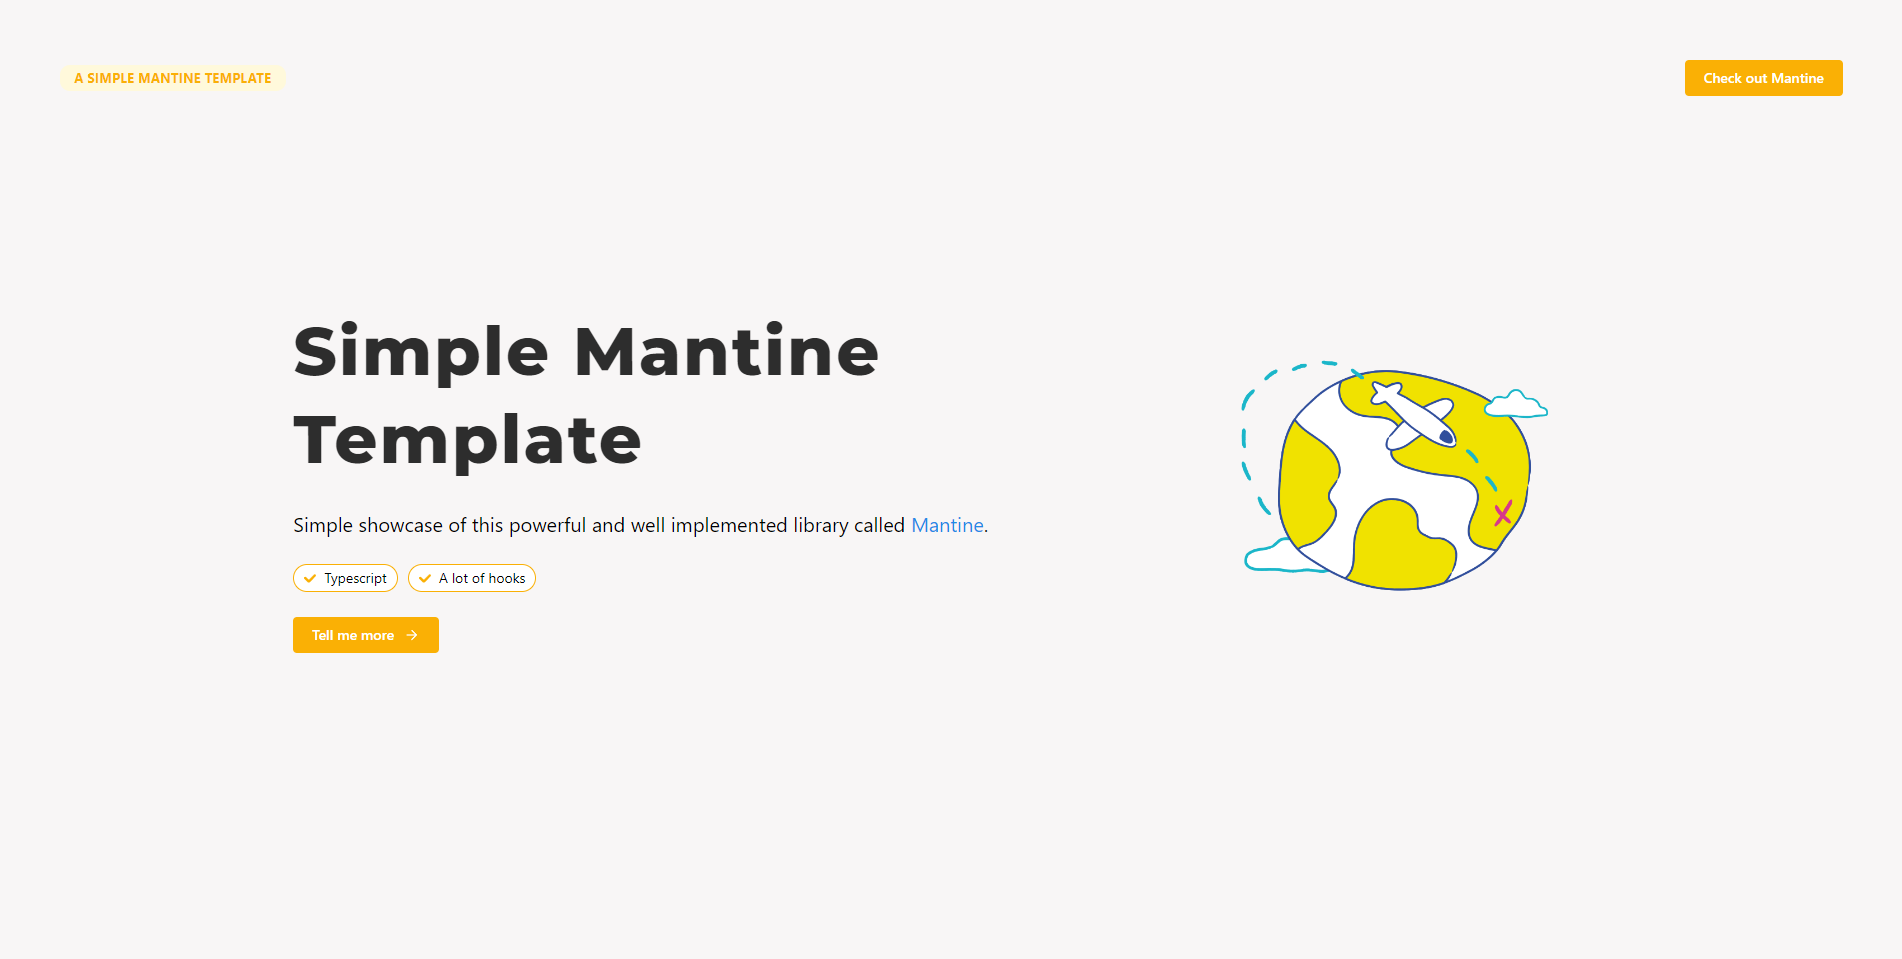 A SIMPLE MANTINE TEMPLATE
Check out Mantine
Simple Mantine
Template
Simple showcase of this powerful and well implemented library called Mantine.
Typescript
A lot of hooks
Tell me more